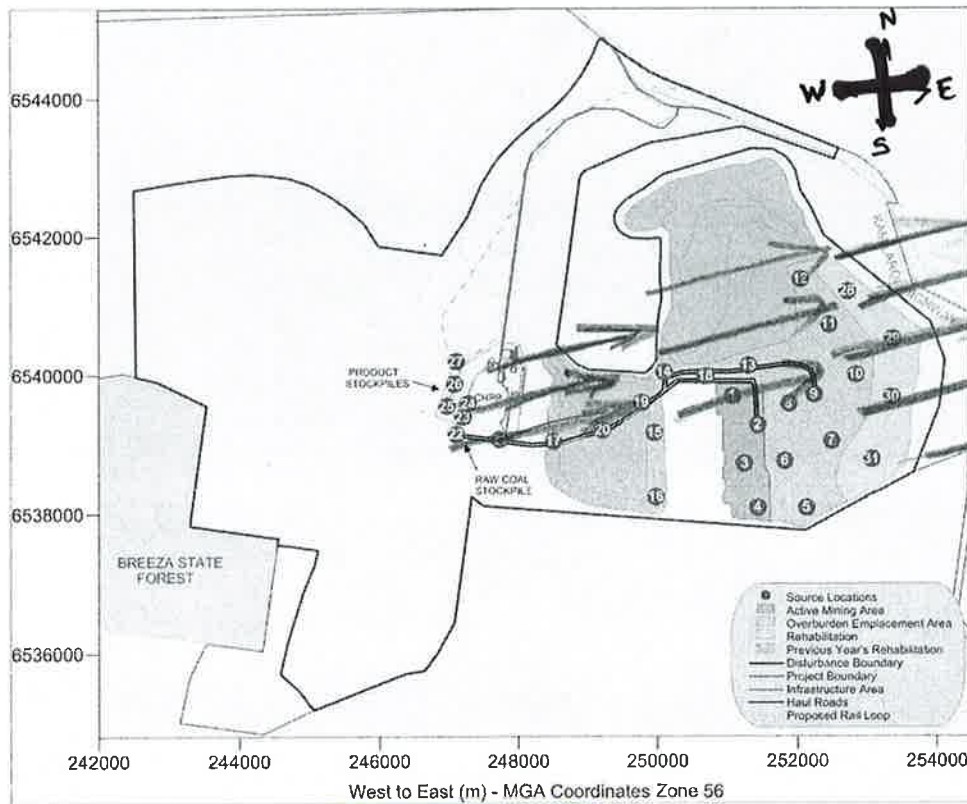 N
W E
S
6544000
6542000
6540000
6538000
6536000
242000 244000 246000 248000 250000 252000 254000
West to East (m) - MGA Coordinates Zone 56
PRODUCT
STOCKPILES
RAW COAL
STOCKPILE
BREEZA STATE
FOREST
12
28
11
29
27
26
25
24
23
22
10
30
13
14
9
8
1
2
19
20
17
15
16
3
4
5
6
7
31
Source Locations
Active Mining Area
Overburden Emplacement Area
Rehabilitation
Previous Year's Rehabilitation
Disturbance Boundary
Project Boundary
Infrastructure Area
Haul Roads
Proposed Rail Loop